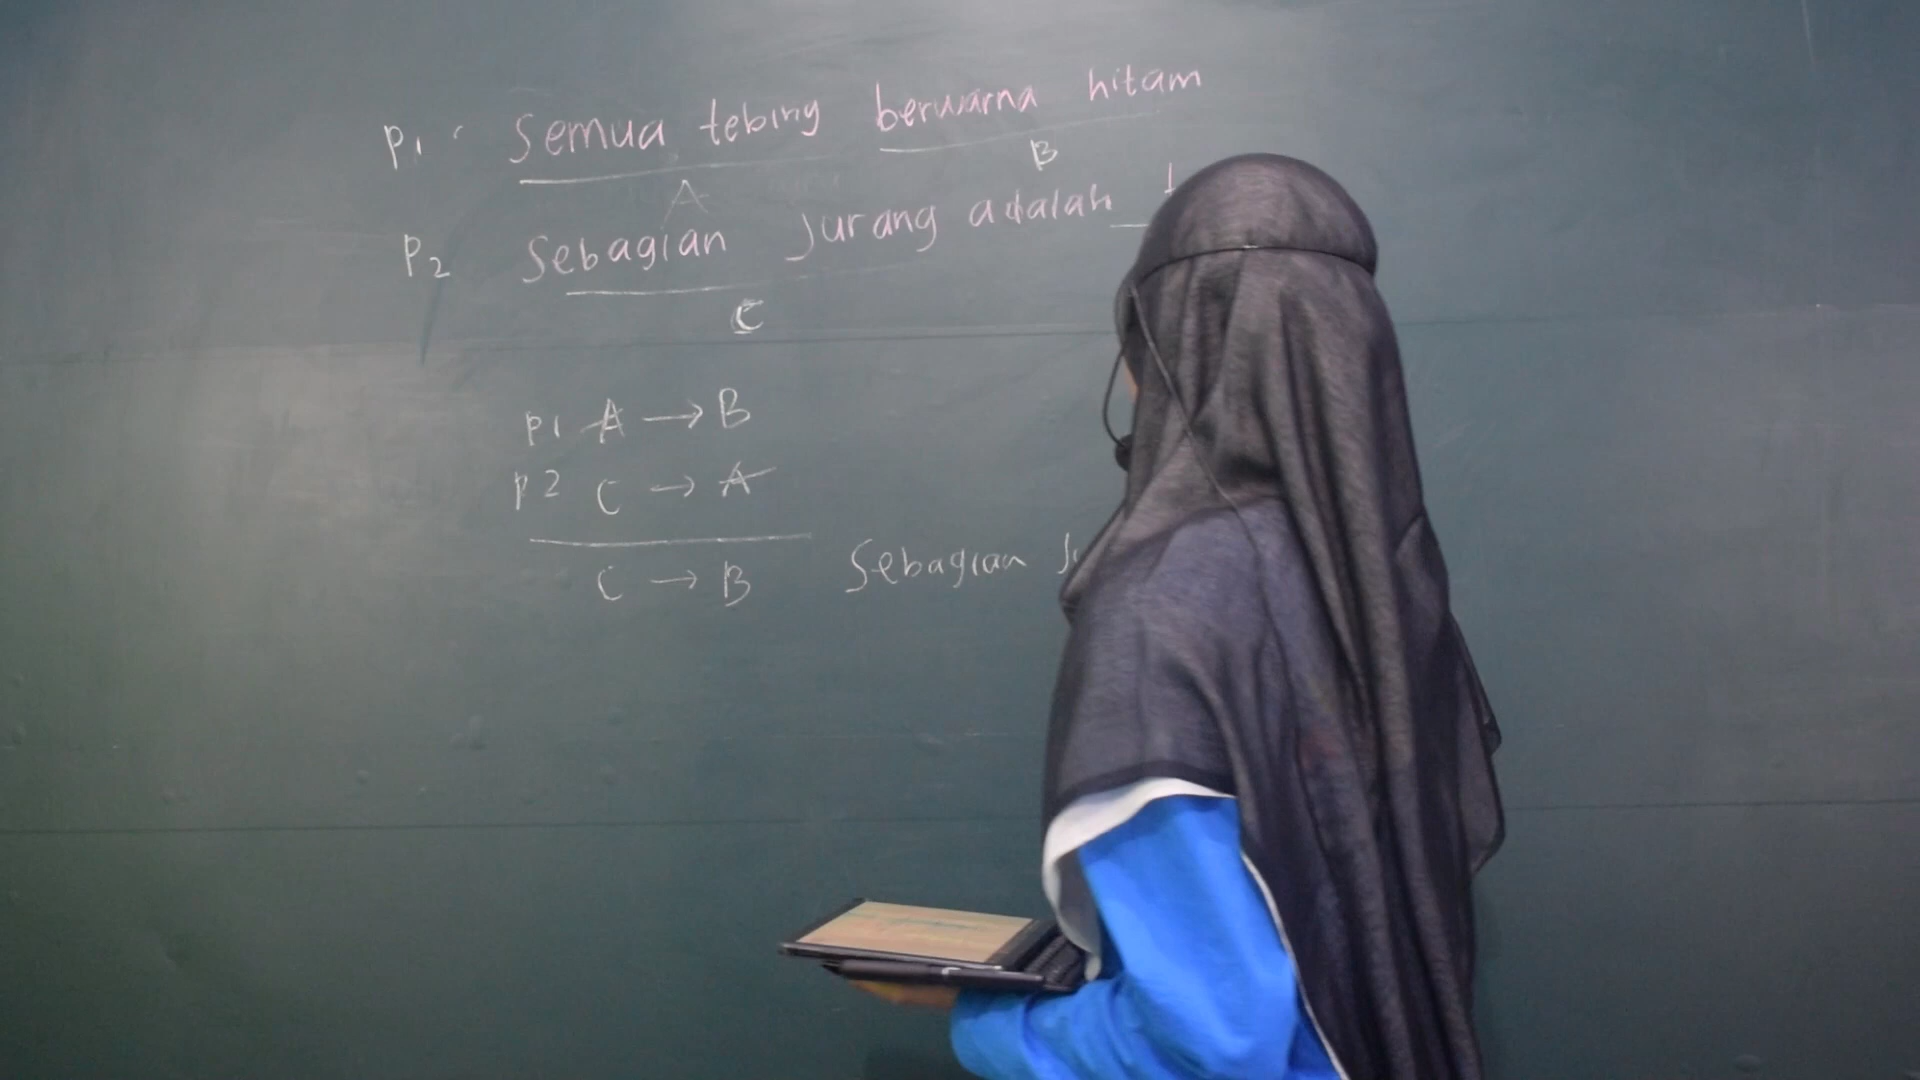 P1 : Semua tebing berwarna hitam
A B
P2 Sebagian Jurang adalah
C
P1 A → B
P2 C → A
C → B Sebagian